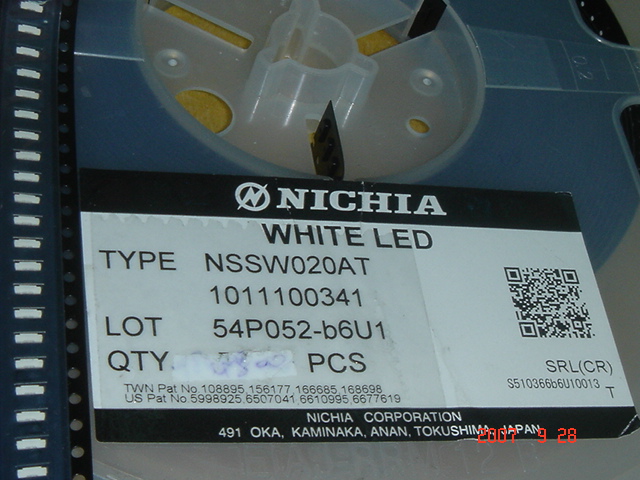 NICHIA
WHITE LED
TYPE NSSW020AT
1011100341
LOT 54P052-b6U1
QTY PCS
TWN Pat No 108895,156177,166685,168698
US Pat No 5998925,6507041,6610995,6677619
SRL(CR)
S510366b6U10013
T
NICHIA CORPORATION
491 OKA, KAMINAKA, ANAN, TOKUSHIMA, JAPAN
2007 9 28
0.2